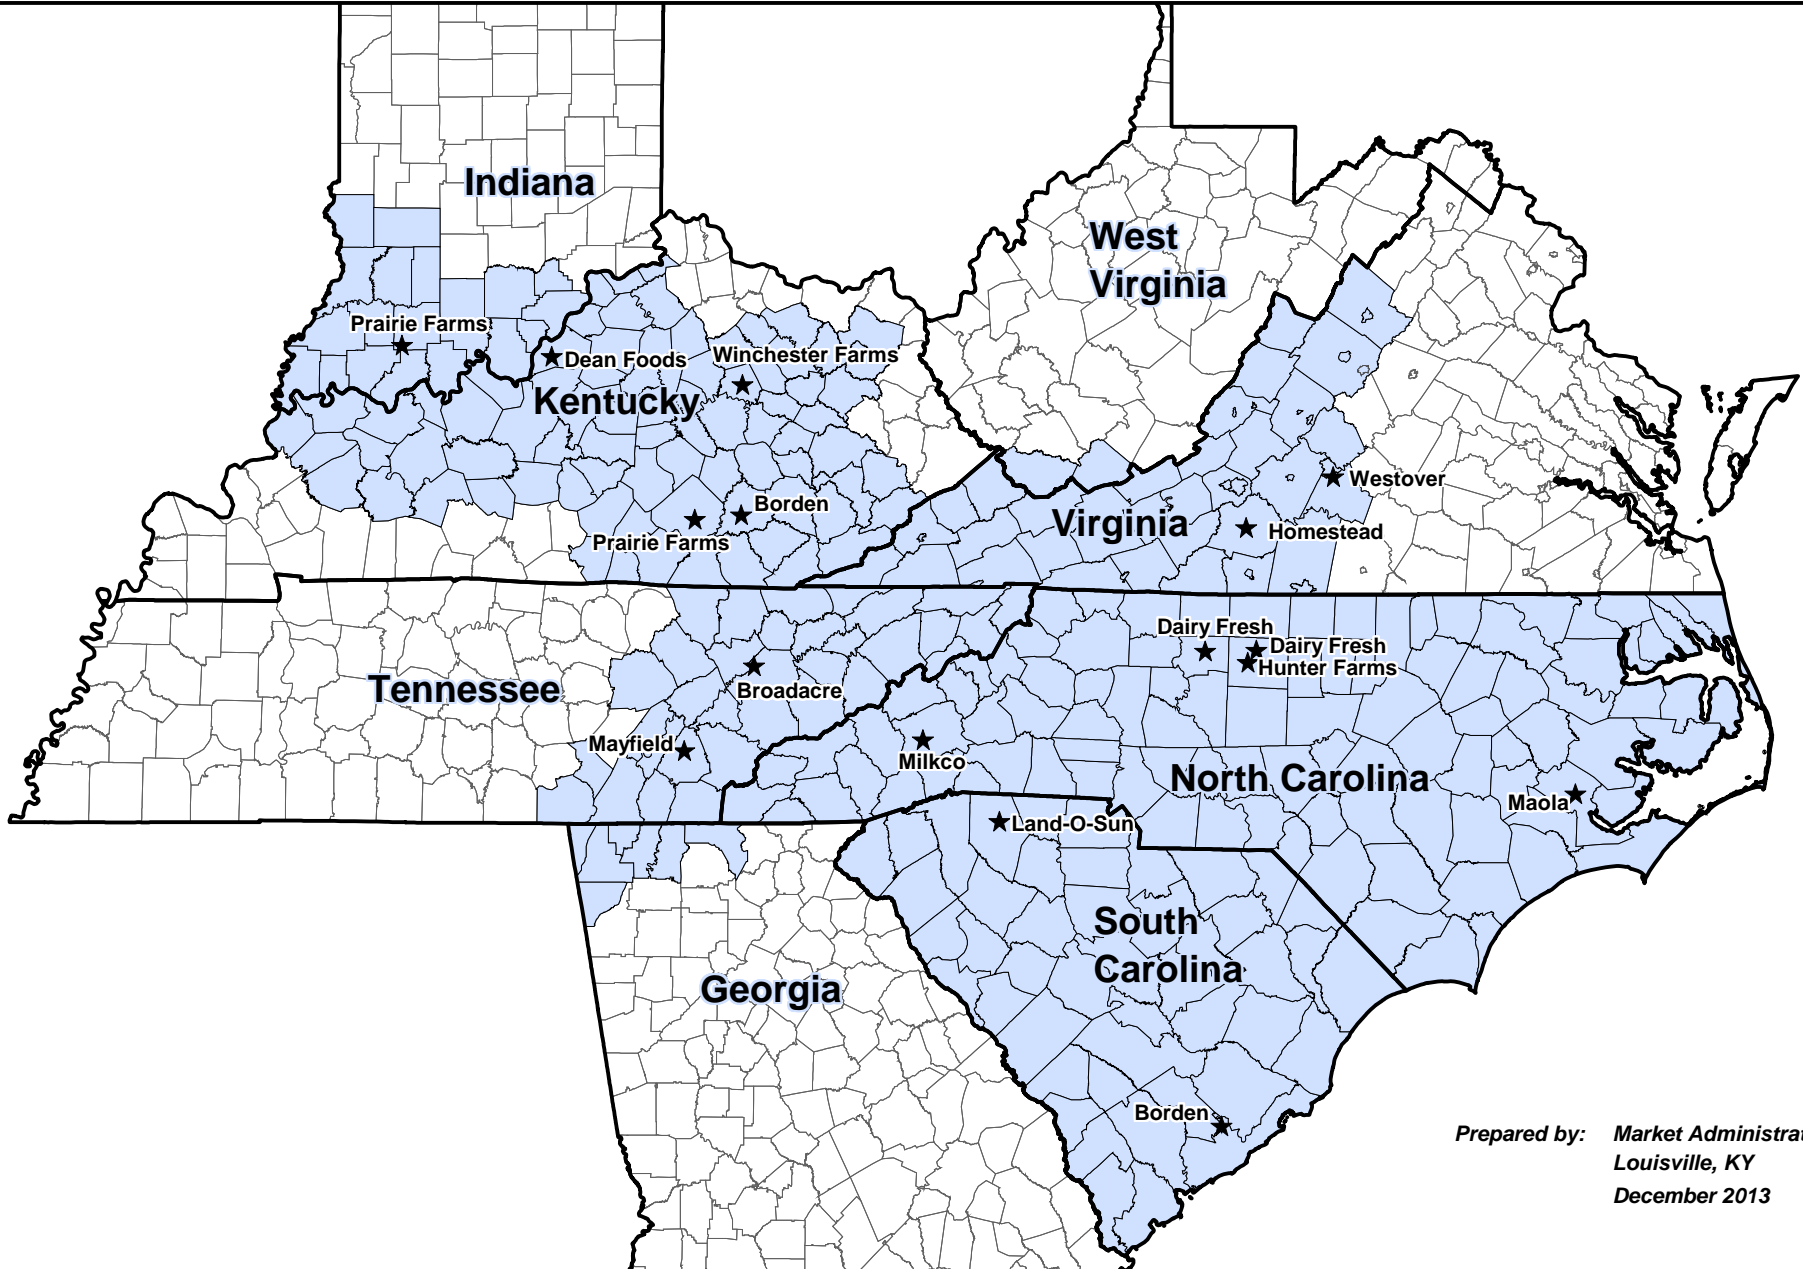 Indiana
West
Virginia
Prairie Farms
Dean Foods
Winchester Farms
Kentucky
Westover
Borden
Virginia
Homestead
Prairie Farms
Dairy Fresh
Dairy Fresh
Hunter Farms
Tennessee
Broadacre
Mayfield
Milkco
North Carolina
Maola
Land-O-Sun
South
Carolina
Georgia
Borden
Prepared by: Market Administrat
Louisville, KY
December 2013